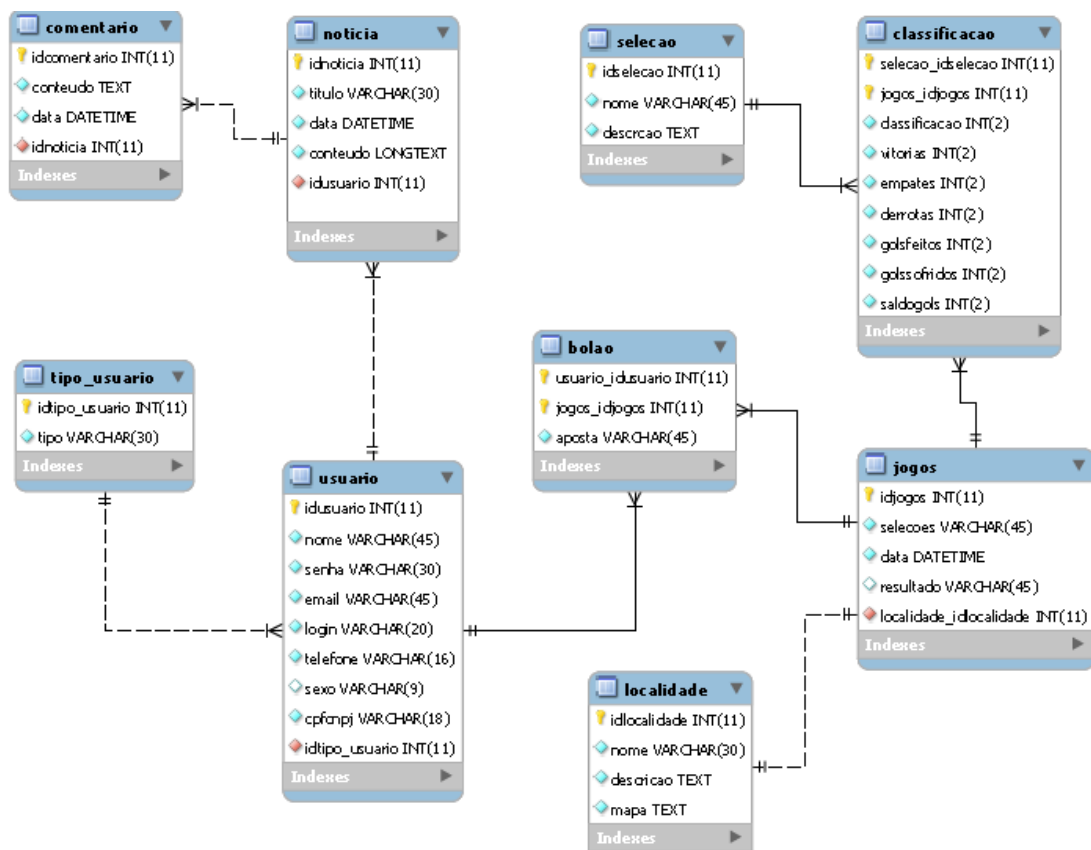 comentario
idcomentario INT(11)
conteudo TEXT
data DATETIME
idnoticia INT(11)
Indexes
noticia
idnoticia INT(11)
titulo VARCHAR(30)
data DATETIME
conteudo LONGTEXT
idusuario INT(11)
Indexes
selecao
idselecao INT(11)
nome VARCHAR(45)
descrcao TEXT
Indexes
classificacao
selecao_idselecao INT(11)
jogos_idjogos INT(11)
classificacao INT(2)
vitorias INT(2)
empates INT(2)
derrotas INT(2)
golsfeitos INT(2)
golssofridos INT(2)
saldogols INT(2)
Indexes
tipo_usuario
idtipo_usuario INT(11)
tipo VARCHAR(30)
Indexes
usuario
idusuario INT(11)
nome VARCHAR(45)
senha VARCHAR(30)
email VARCHAR(45)
login VARCHAR(20)
telefone VARCHAR(16)
sexo VARCHAR(9)
cpfcnpj VARCHAR(18)
idtipo_usuario INT(11)
Indexes
bolao
usuario_idusuario INT(11)
jogos_idjogos INT(11)
aposta VARCHAR(45)
Indexes
jogos
idjogos INT(11)
selecoes VARCHAR(45)
data DATETIME
resultado VARCHAR(45)
localidade_idlocalidade INT(11)
Indexes
localidade
idlocalidade INT(11)
nome VARCHAR(30)
descricao TEXT
mapa TEXT
Indexes